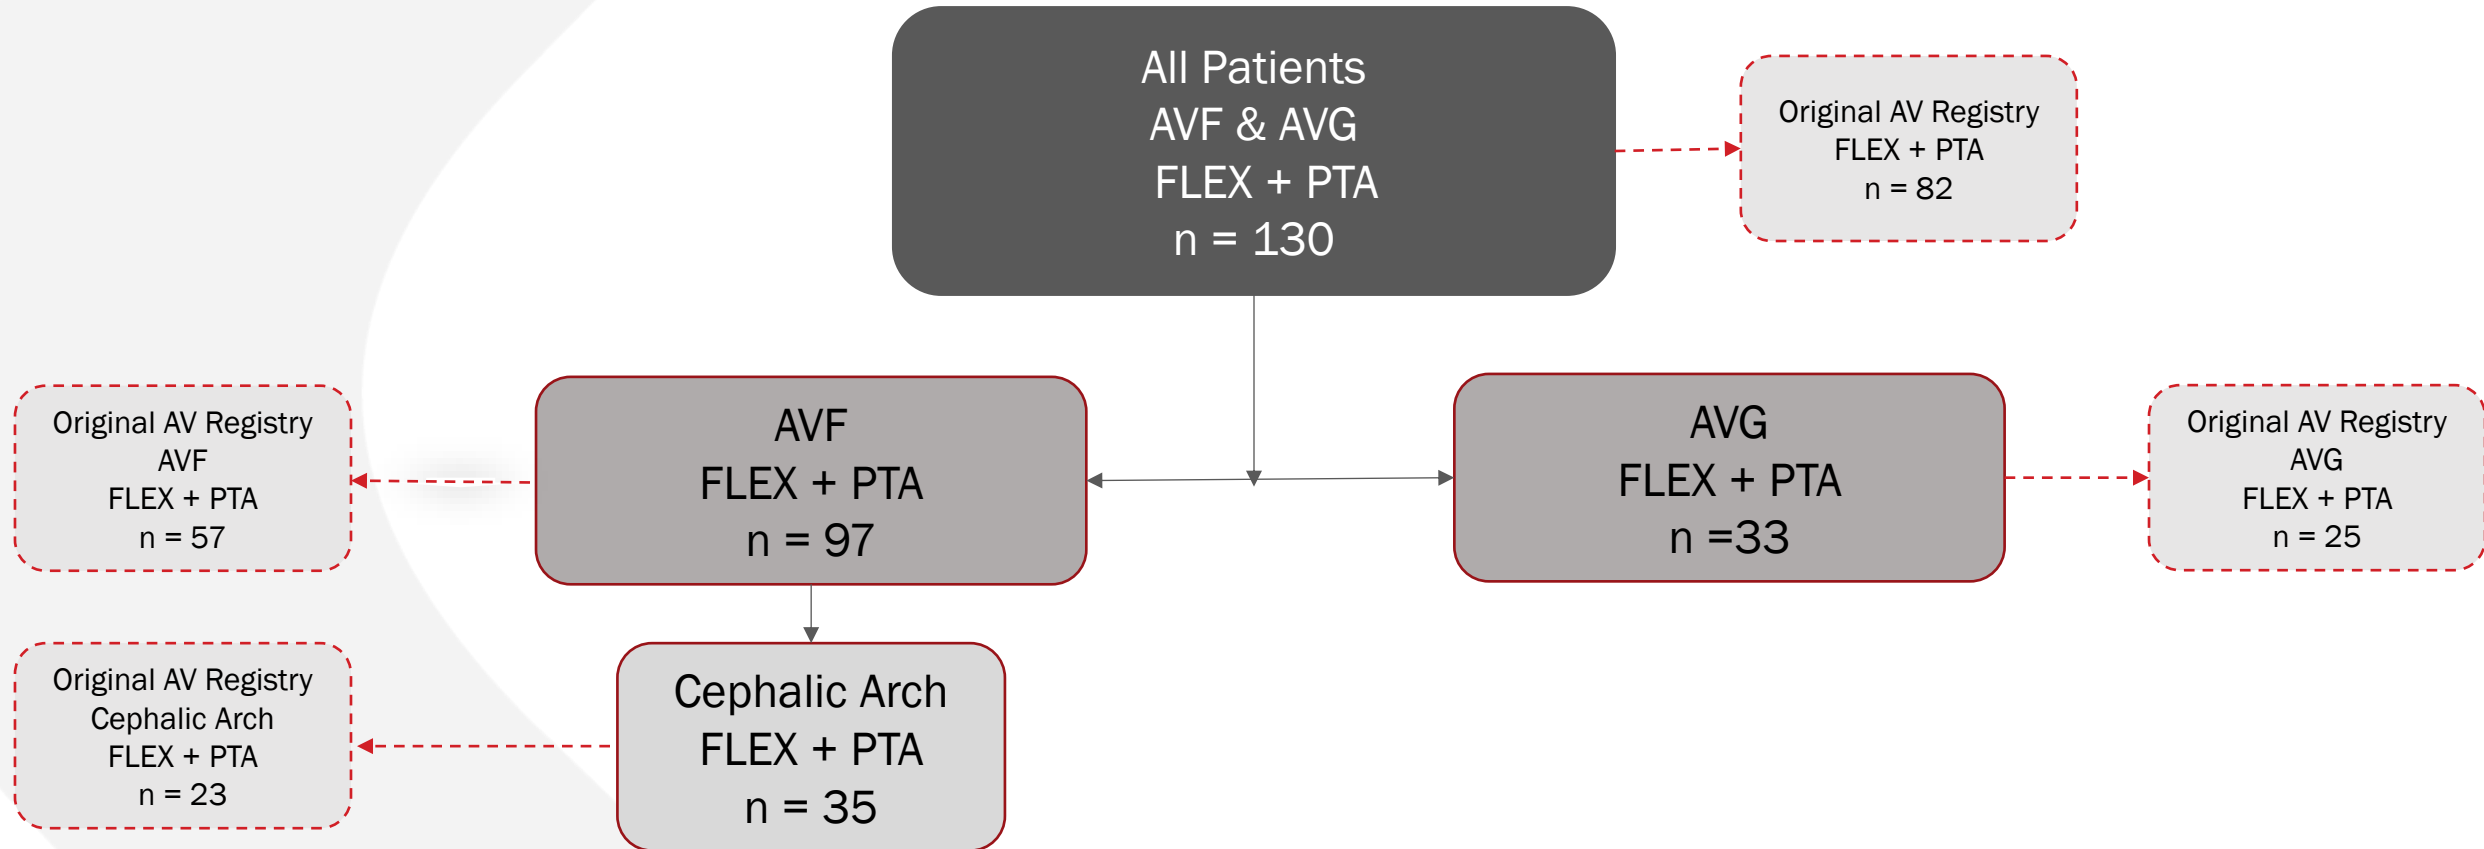 All Patients
AVF & AVG
FLEX + PTA
n = 130
Original AV Registry
FLEX + PTA
n = 82
Original AV Registry
AVF
FLEX + PTA
n = 57
AVF
FLEX + PTA
n = 97
AVG
FLEX + PTA
n =33
Original AV Registry
AVG
FLEX + PTA
n = 25
Original AV Registry
Cephalic Arch
FLEX + PTA
n = 23
Cephalic Arch
FLEX + PTA
n = 35